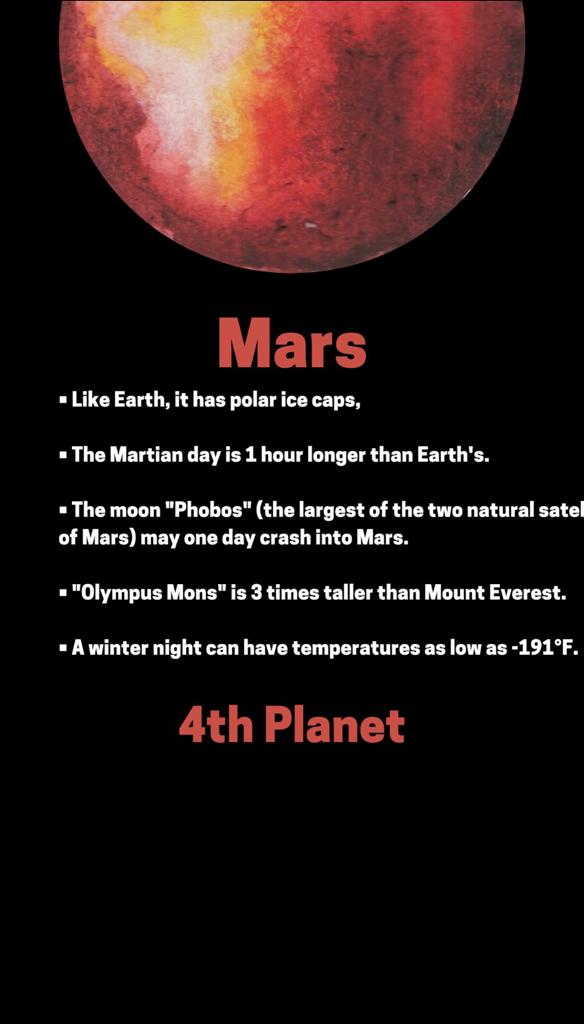 Mars
▪ Like Earth, it has polar ice caps,
▪ The Martian day is 1 hour longer than Earth's.
▪ The moon "Phobos" (the largest of the two natural satel
of Mars) may one day crash into Mars.
▪ "Olympus Mons" is 3 times taller than Mount Everest.
▪ A winter night can have temperatures as low as -191°F.
4th Planet